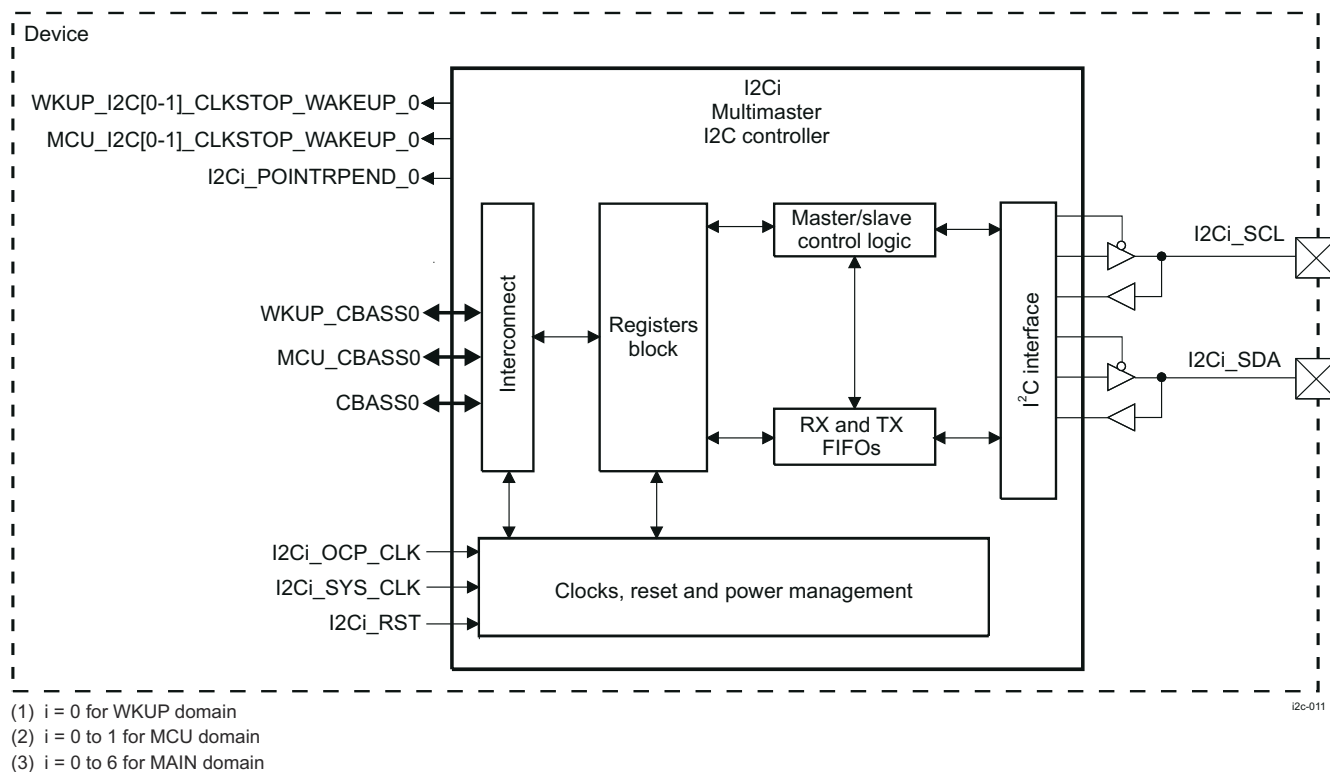 Device
I2Ci
Multimaster
I2C controller
WKUP_I2C[0-1]_CLKSTOP_WAKEUP_0
MCU_I2C[0-1]_CLKSTOP_WAKEUP_0
I2Ci_POINTRPEND_0
WKUP_CBASS0
MCU_CBASS0
CBASS0
Interconnect
Registers
block
Master/slave
control logic
RX and TX
FIFOs
I²C interface
I2Ci_SCL
I2Ci_SDA
I2Ci_OCP_CLK
I2Ci_SYS_CLK
I2Ci_RST
Clocks, reset and power management
i2c-011
(1) i = 0 for WKUP domain
(2) i = 0 to 1 for MCU domain
(3) i = 0 to 6 for MAIN domain